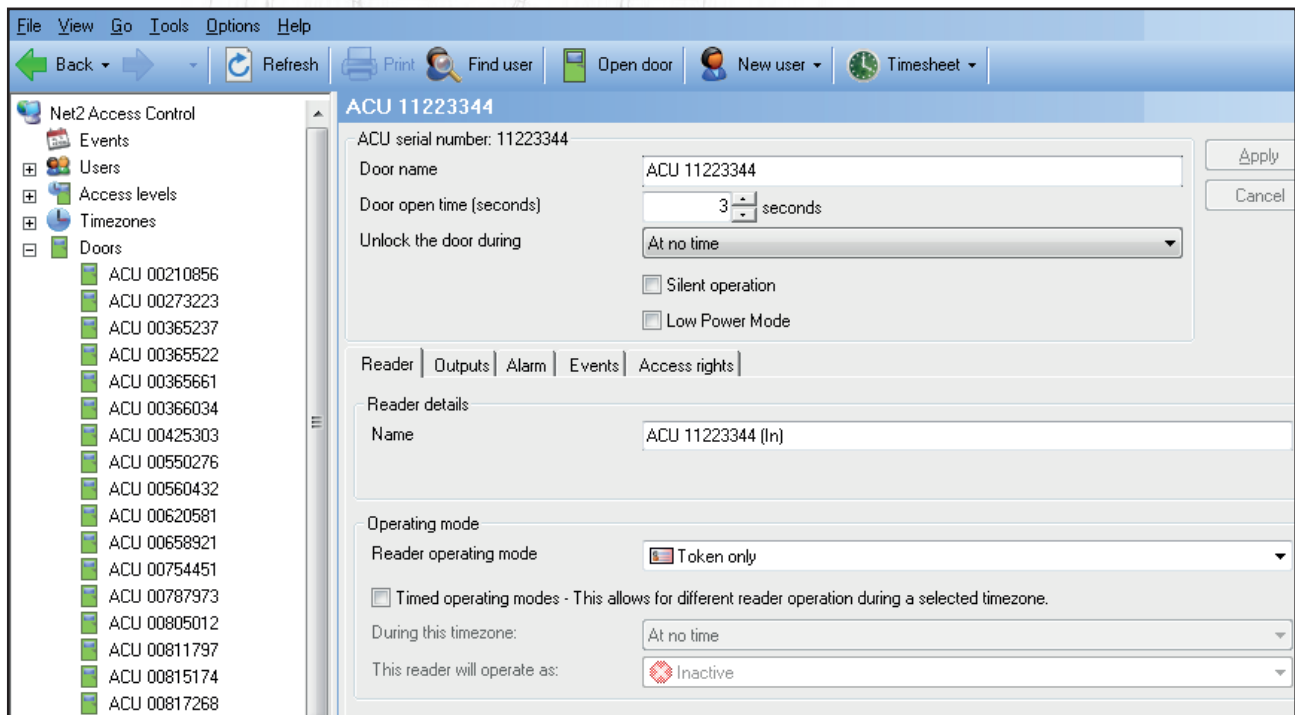 File View Go Tools Options Help
Back Refresh Print Find user Open door New user Timesheet
Net2 Access Control
Events
Users
Access levels
Timezones
Doors
ACU 00210856
ACU 00273223
ACU 00365237
ACU 00365522
ACU 00365661
ACU 00366034
ACU 00425303
ACU 00550276
ACU 00560432
ACU 00620581
ACU 00658921
ACU 00754451
ACU 00787973
ACU 00805012
ACU 00811797
ACU 00815174
ACU 00817268
ACU 11223344
ACU serial number: 11223344
Door name ACU 11223344
Door open time (seconds) 3 seconds
Unlock the door during At no time
Silent operation
Low Power Mode
Apply
Cancel
Reader Outputs Alarm Events Access rights
Reader details
Name ACU 11223344 (In)
Operating mode
Reader operating mode Token only
Timed operating modes - This allows for different reader operation during a selected timezone.
During this timezone: At no time
This reader will operate as: Inactive